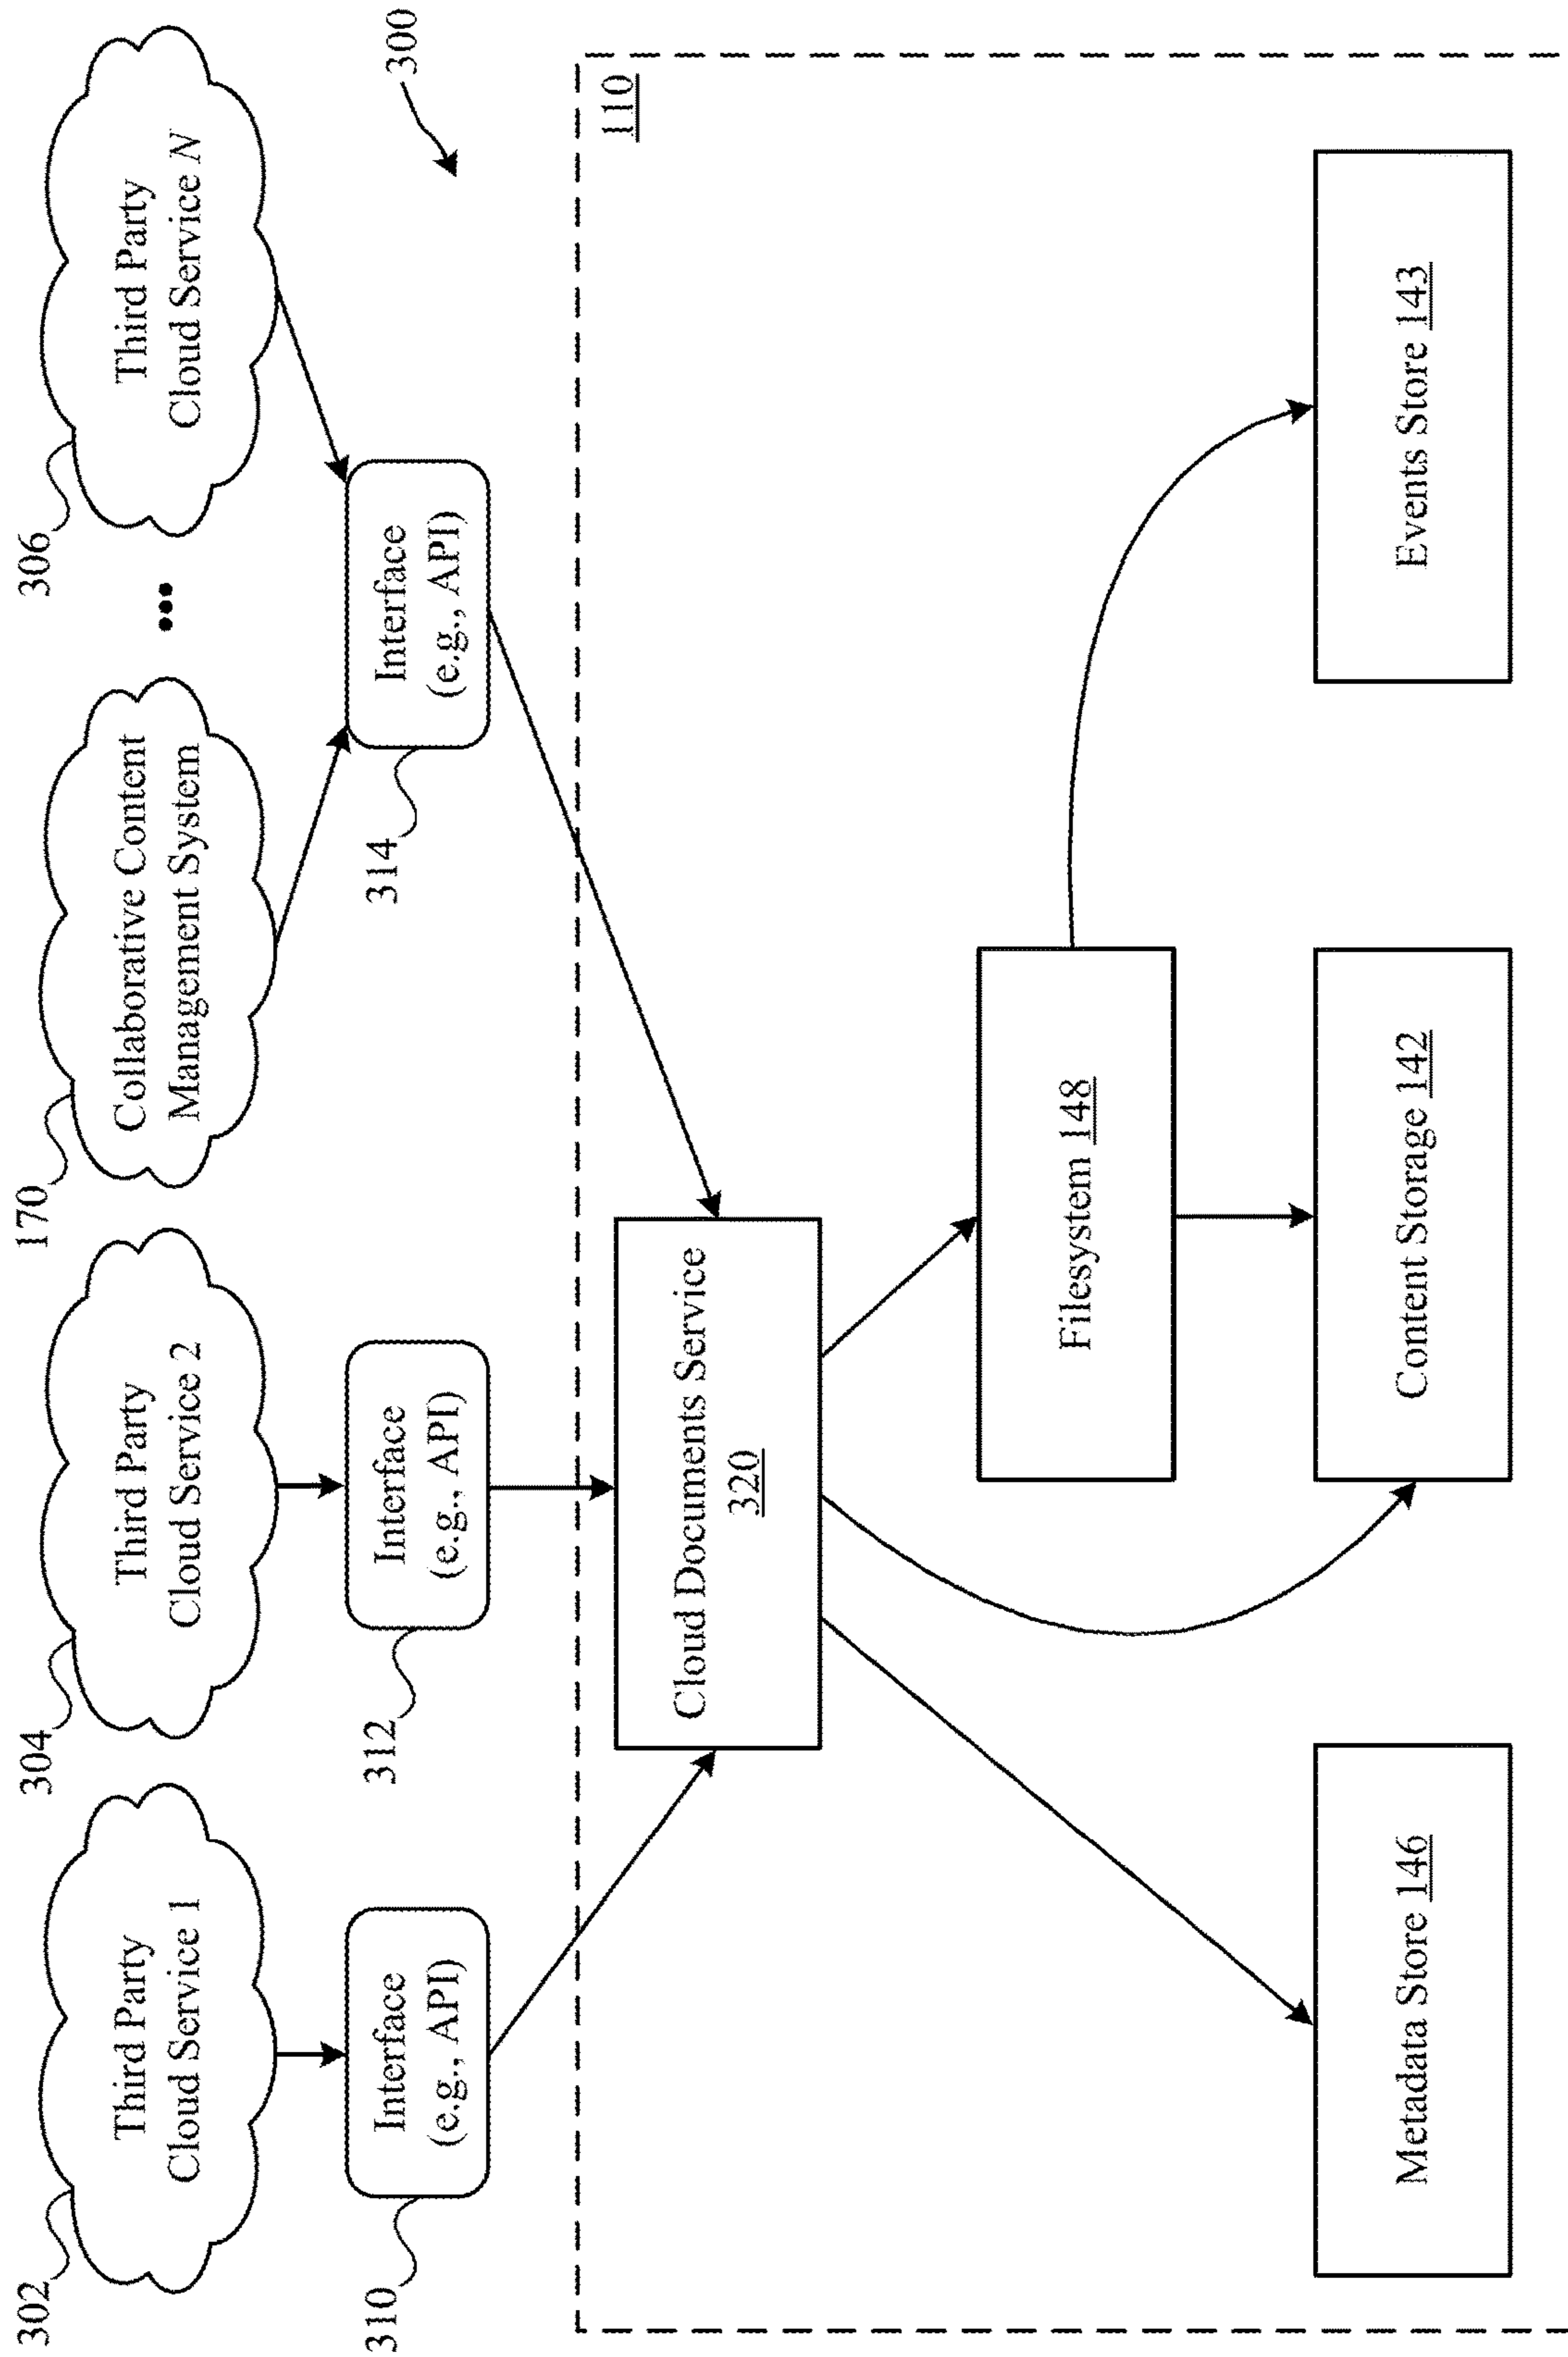 302
Third Party
Cloud Service 1
304
Third Party
Cloud Service 2
170
Collaborative Content
Management System
•••
306
Third Party
Cloud Service N
310
Interface
(e.g., API)
312
Interface
(e.g., API)
314
Interface
(e.g., API)
300
110
Cloud Documents Service
320
Filesystem 148
Metadata Store 146
Content Storage 142
Events Store 143